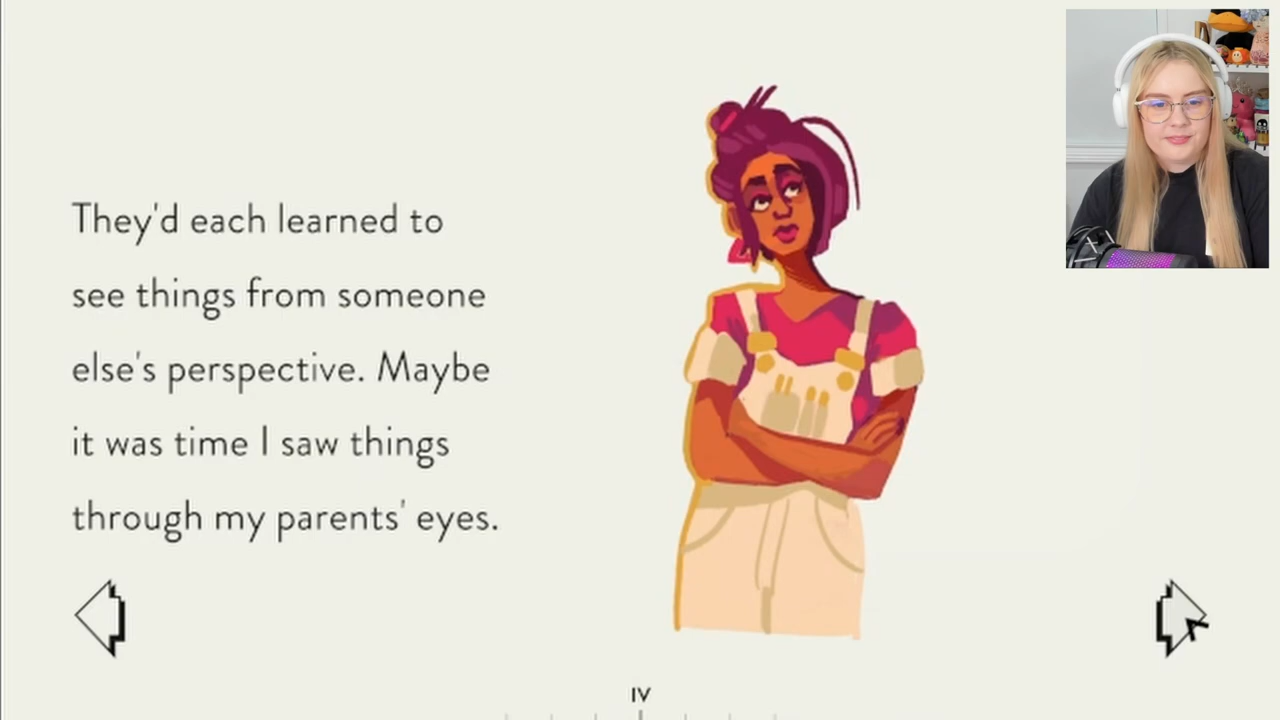 They'd each learned to
see things from someone
else's perspective. Maybe
it was time I saw things
through my parents' eyes.
IV